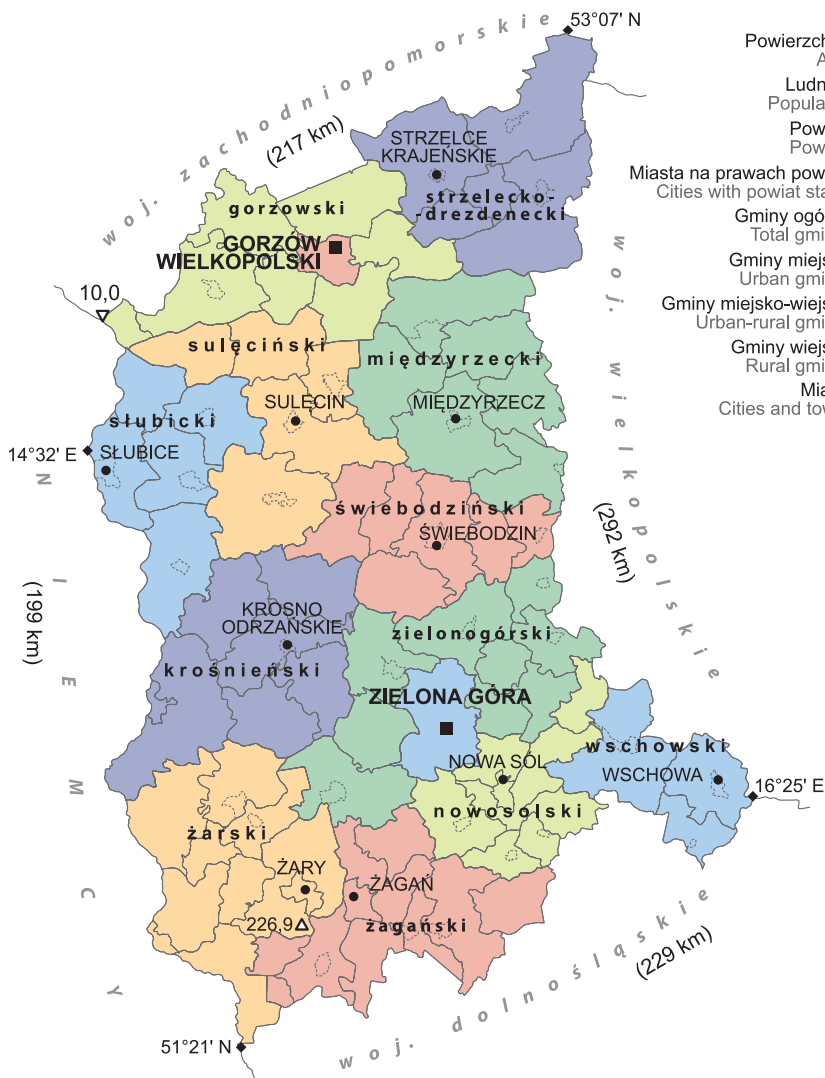 53°07' N
woj. zachodniopomorskie
(217 km)
STRZELCE
KRAJEŃSKIE
strzelecko-
-drezdenecki
gorzowski
GORZÓW
WIELKOPOLSKI
10,0
sulęciński
międzyrzecki
SULĘCIN
MIĘDZYRZECZ
słubicki
14°32' E
SŁUBICE
woj. wielkopolskie
(292 km)
świebodziński
ŚWIEBODZIN
NIEMCY
(199 km)
KROSNO
ODRZAŃSKIE
krośnieński
zielonogórski
ZIELONA GÓRA
NOWA SÓL
nowosolski
wschowski
WSCHOWA
16°25' E
żarski
ŻARY
226,9
ŻAGAŃ
żagański
woj. dolnośląskie
(229 km)
51°21' N
Powierzch
A
Ludn
Popula
Pow
Pow
Miasta na prawach pow
Cities with powiat sta
Gminy ogó
Total gmi
Gminy miejs
Urban gmi
Gminy miejsko-wiejs
Urban-rural gmi
Gminy wiejs
Rural gmi
Mia
Cities and tow